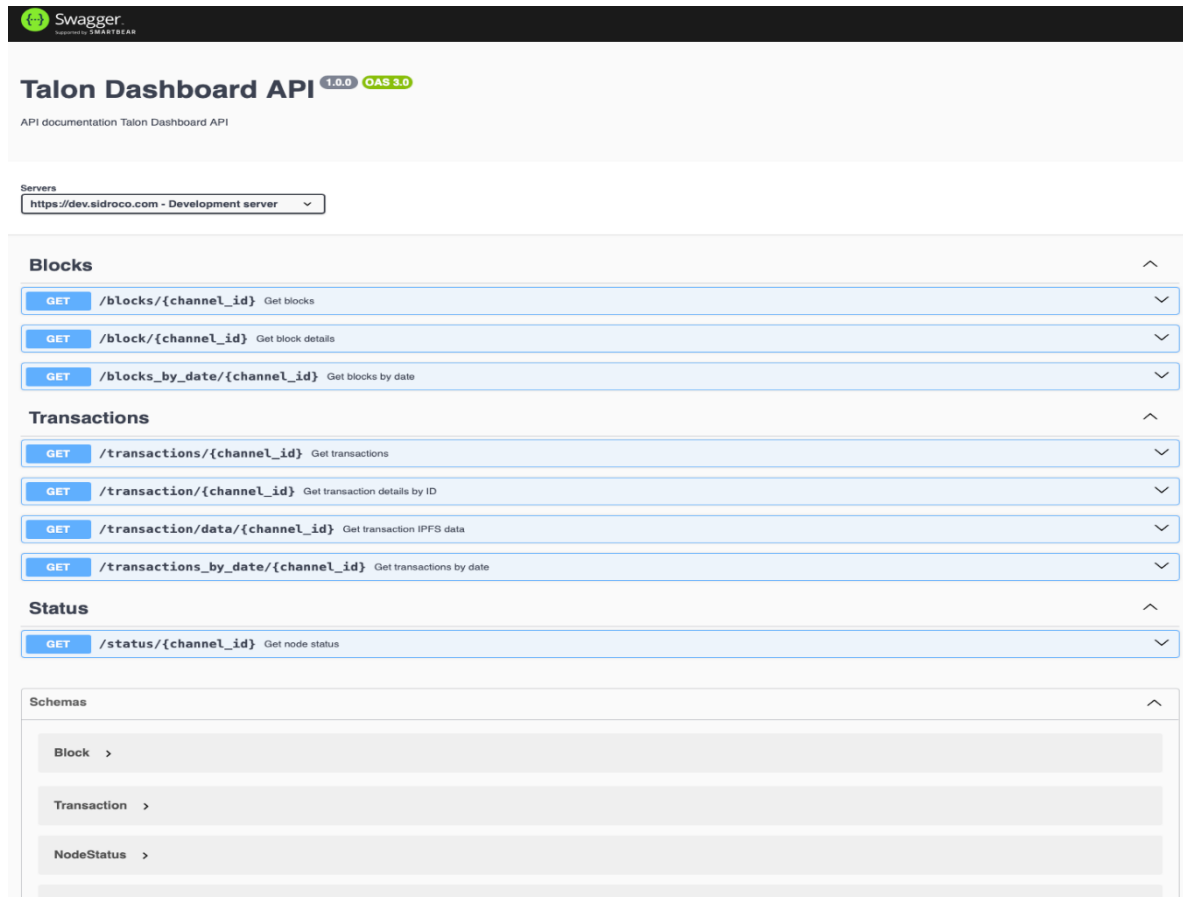 Swagger.
Supported by SMARTBEAR
Talon Dashboard API 1.0.0 OAS 3.0
API documentation Talon Dashboard API
Servers
https://dev.sidroco.com - Development server
Blocks
GET /blocks/{channel_id} Get blocks
GET /block/{channel_id} Get block details
GET /blocks_by_date/{channel_id} Get blocks by date
Transactions
GET /transactions/{channel_id} Get transactions
GET /transaction/{channel_id} Get transaction details by ID
GET /transaction/data/{channel_id} Get transaction IPFS data
GET /transactions_by_date/{channel_id} Get transactions by date
Status
GET /status/{channel_id} Get node status
Schemas
Block
Transaction
NodeStatus